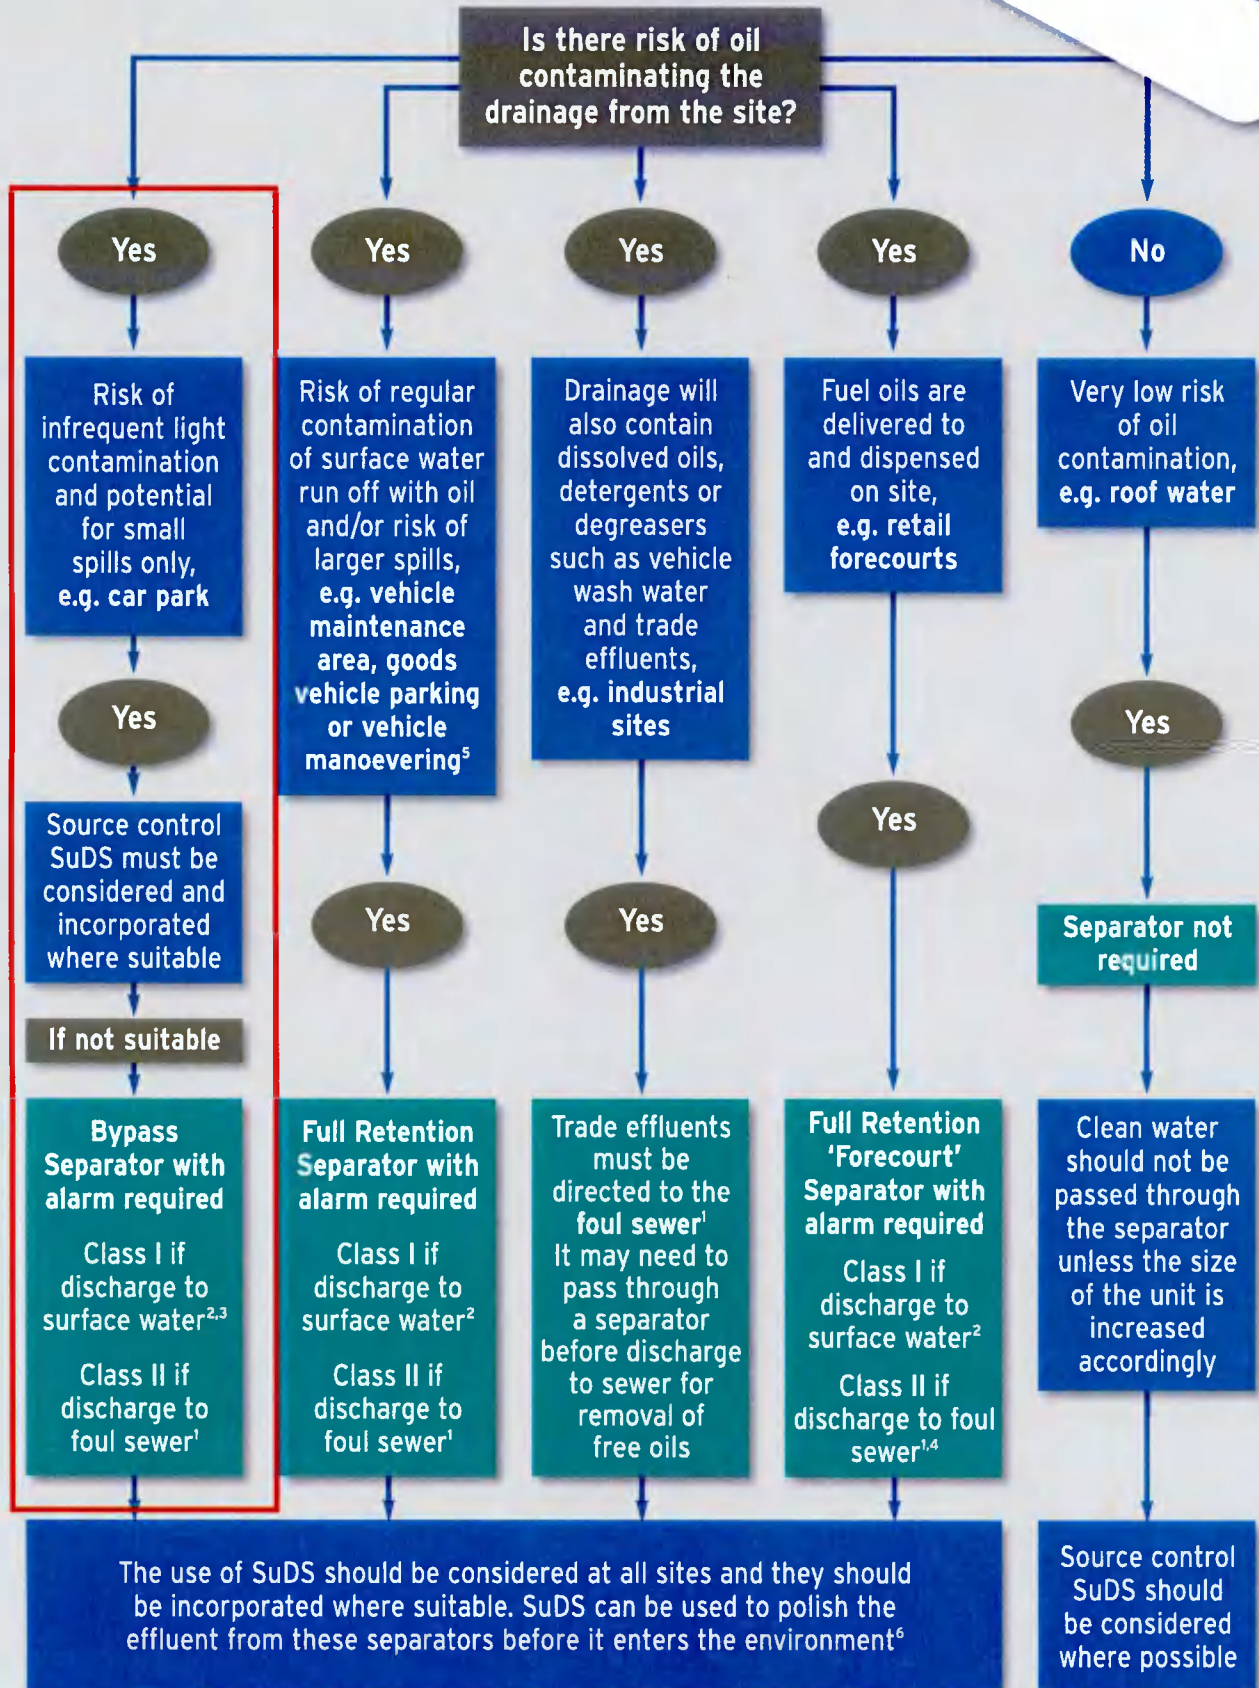 Is there risk of oil
contaminating the
drainage from the site?
Yes
Risk of
infrequent light
contamination
and potential
for small
spills only,
e.g. car park
Yes
Source control
SuDS must be
considered and
incorporated
where suitable
If not suitable
Bypass
Separator with
alarm required
Class I if
discharge to
surface water²,³
Class II if
discharge to
foul sewer¹
Yes
Risk of regular
contamination
of surface water
run off with oil
and/or risk of
larger spills,
e.g. vehicle
maintenance
area, goods
vehicle parking
or vehicle
manoevering⁵
Yes
Full Retention
Separator with
alarm required
Class I if
discharge to
surface water²
Class II if
discharge to
foul sewer¹
Yes
Drainage will
also contain
dissolved oils,
detergents or
degreasers
such as vehicle
wash water
and trade
effluents,
e.g. industrial
sites
Yes
Trade effluents
must be
directed to the
foul sewer¹
It may need to
pass through
a separator
before discharge
to sewer for
removal of
free oils
Yes
Fuel oils are
delivered to
and dispensed
on site,
e.g. retail
forecourts
Yes
Full Retention
'Forecourt'
Separator with
alarm required
Class I if
discharge to
surface water²
Class II if
discharge to foul
sewer¹,⁴
The use of SuDS should be considered at all sites and they should
be incorporated where suitable. SuDS can be used to polish the
effluent from these separators before it enters the environment⁶
No
Very low risk
of oil
contamination,
e.g. roof water
Yes
Separator not
required
Clean water
should not be
passed through
the separator
unless the size
of the unit is
increased
accordingly
Source control
SuDS should
be considered
where possible